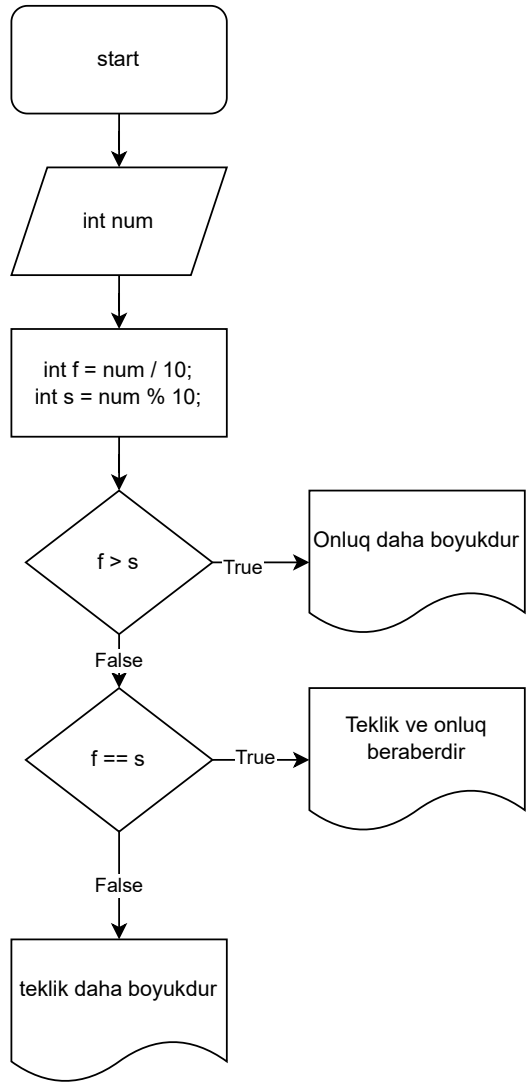 start
int num
int f = num / 10;
int s = num % 10;
f > s
True
Onluq daha boyukdur
False
f == s
True
Teklik ve onluq
beraberdir
False
teklik daha boyukdur